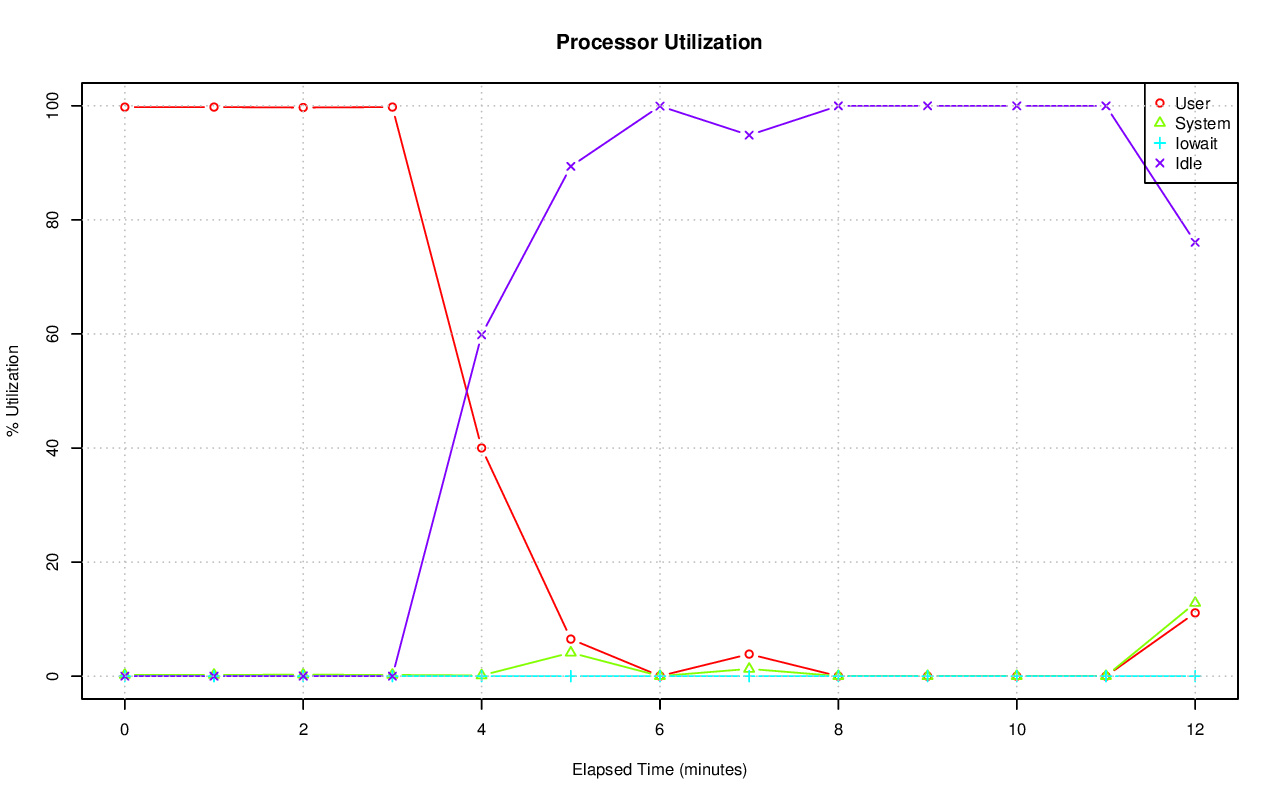 Processor Utilization
100
80
60
40
20
0
% Utilization
User
System
Iowait
Idle
0 2 4 6 8 10 12
Elapsed Time (minutes)